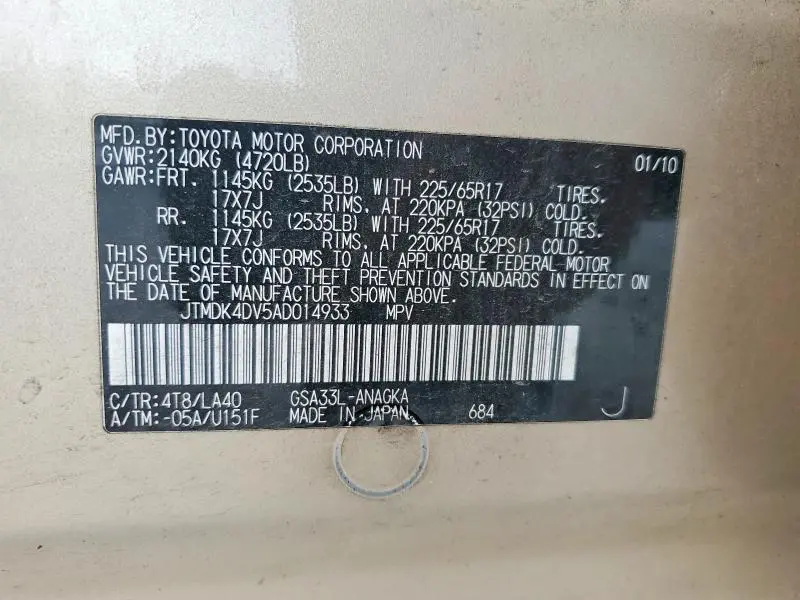 MFD.BY:TOYOTA MOTOR CORPORATION 01/10
GVWR:2140KG (4720LB)
GAWR:FRT. 1145KG (2535LB) WITH 225/65R17 TIRES.
17X7J RIMS, AT 220KPA (32PSI) COLD.
RR. 1145KG (2535LB) WITH 225/65R17 TIRES.
17X7J RIMS, AT 220KPA (32PSI) COLD.
THIS VEHICLE CONFORMS TO ALL APPLICABLE FEDERAL MOTOR
VEHICLE SAFETY AND THEFT PREVENTION STANDARDS IN EFFECT ON
THE DATE OF MANUFACTURE SHOWN ABOVE.
JTMDK4DV5AD014933 MPV
C/TR:4T8/LA40 GSA33L-ANAGKA
A/TM:-05A/U151F MADE IN JAPAN 684 J